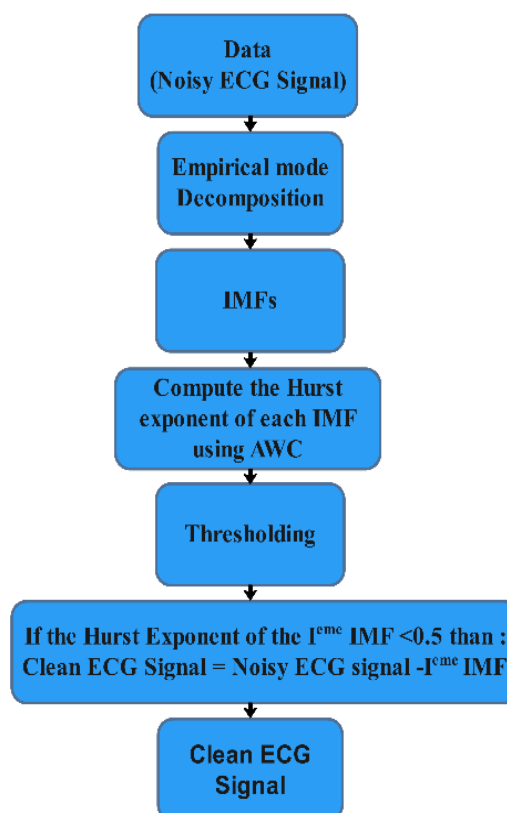 Data
(Noisy ECG Signal)
Empirical mode
Decomposition
IMFs
Compute the Hurst
exponent of each IMF
using AWC
Thresholding
If the Hurst Exponent of the I^eme IMF <0.5 than :
Clean ECG Signal = Noisy ECG signal -I^eme IMF
Clean ECG
Signal